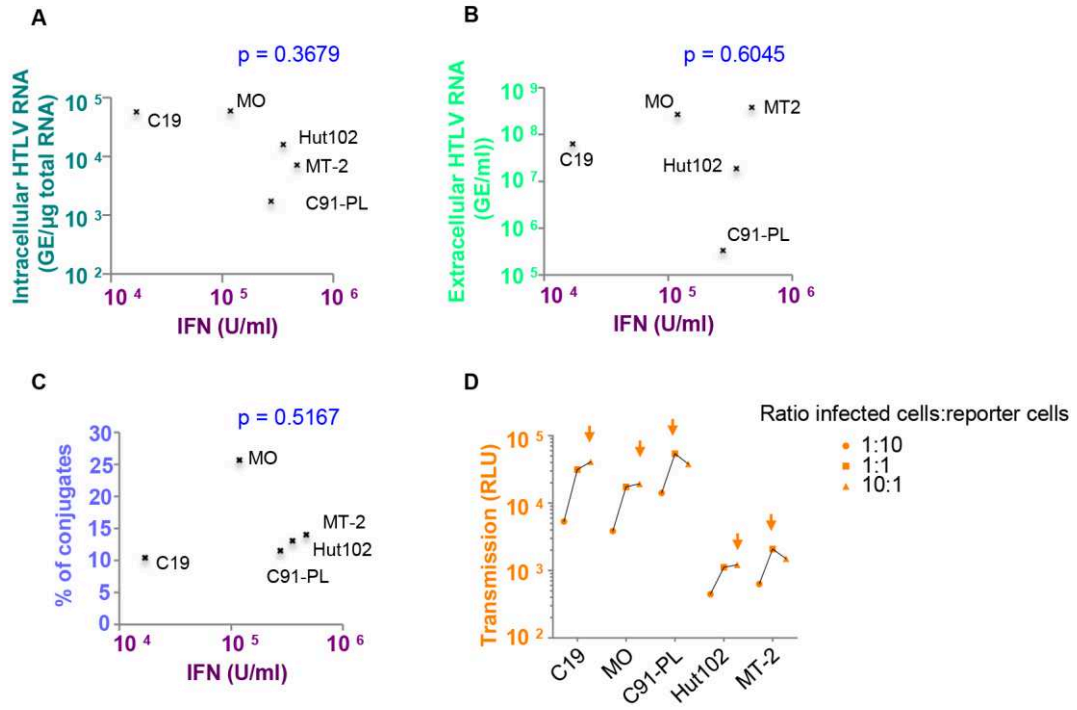 A
p = 0.3679
Intracellular HTLV RNA
(GE/µg total RNA)
10 5
10 4
10 3
10 2
C19
MO
Hut102
MT-2
C91-PL
10 4
10 5
10 6
IFN (U/ml)
B
p = 0.6045
Extracellular HTLV RNA
(GE/ml))
10 9
10 8
10 7
10 6
10 5
MO
MT2
C19
Hut102
C91-PL
10 4
10 5
10 6
IFN (U/ml)
C
p = 0.5167
% of conjugates
30
25
20
15
10
5
0
MO
C19
MT-2
Hut102
C91-PL
10 4
10 5
10 6
IFN (U/ml)
D
Transmission (RLU)
10 5
10 4
10 3
10 2
C19
MO
C91-PL
Hut102
MT-2
Ratio infected cells:reporter cells
1:10
1:1
10:1